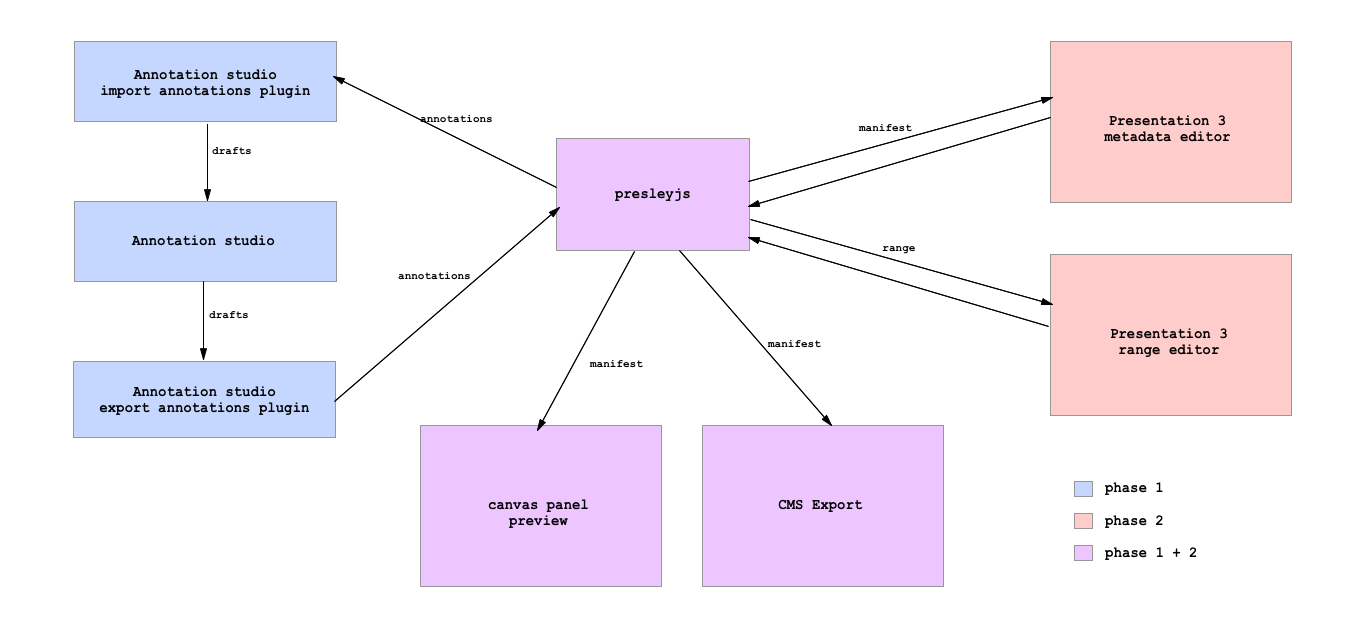 Annotation studio
import annotations plugin
drafts
Annotation studio
drafts
Annotation studio
export annotations plugin
annotations
annotations
presleyjs
manifest
manifest
canvas panel
preview
CMS Export
manifest
range
Presentation 3
metadata editor
Presentation 3
range editor
phase 1
phase 2
phase 1 + 2